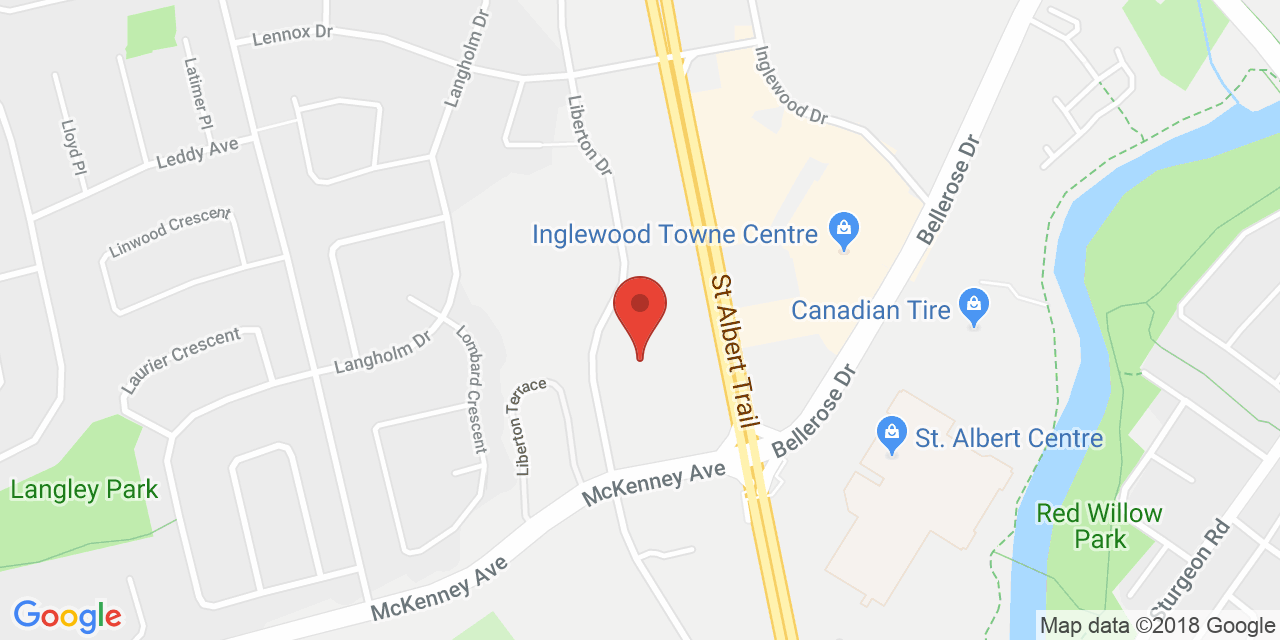 Lennox Dr
Langholm Dr
Latimer Pl
Lloyd Pl
Leddy Ave
Liberton Dr
Inglewood Dr
Bellerose Dr
Linwood Crescent
Inglewood Towne Centre
St Albert Trail
Canadian Tire
Laurier Crescent
Langholm Dr
Lombard Crescent
Liberton Terrace
Bellerose Dr
St. Albert Centre
McKenney Ave
Langley Park
Red Willow
Park
Sturgeon Rd
McKenney Ave
Google
Map data ©2018 Google